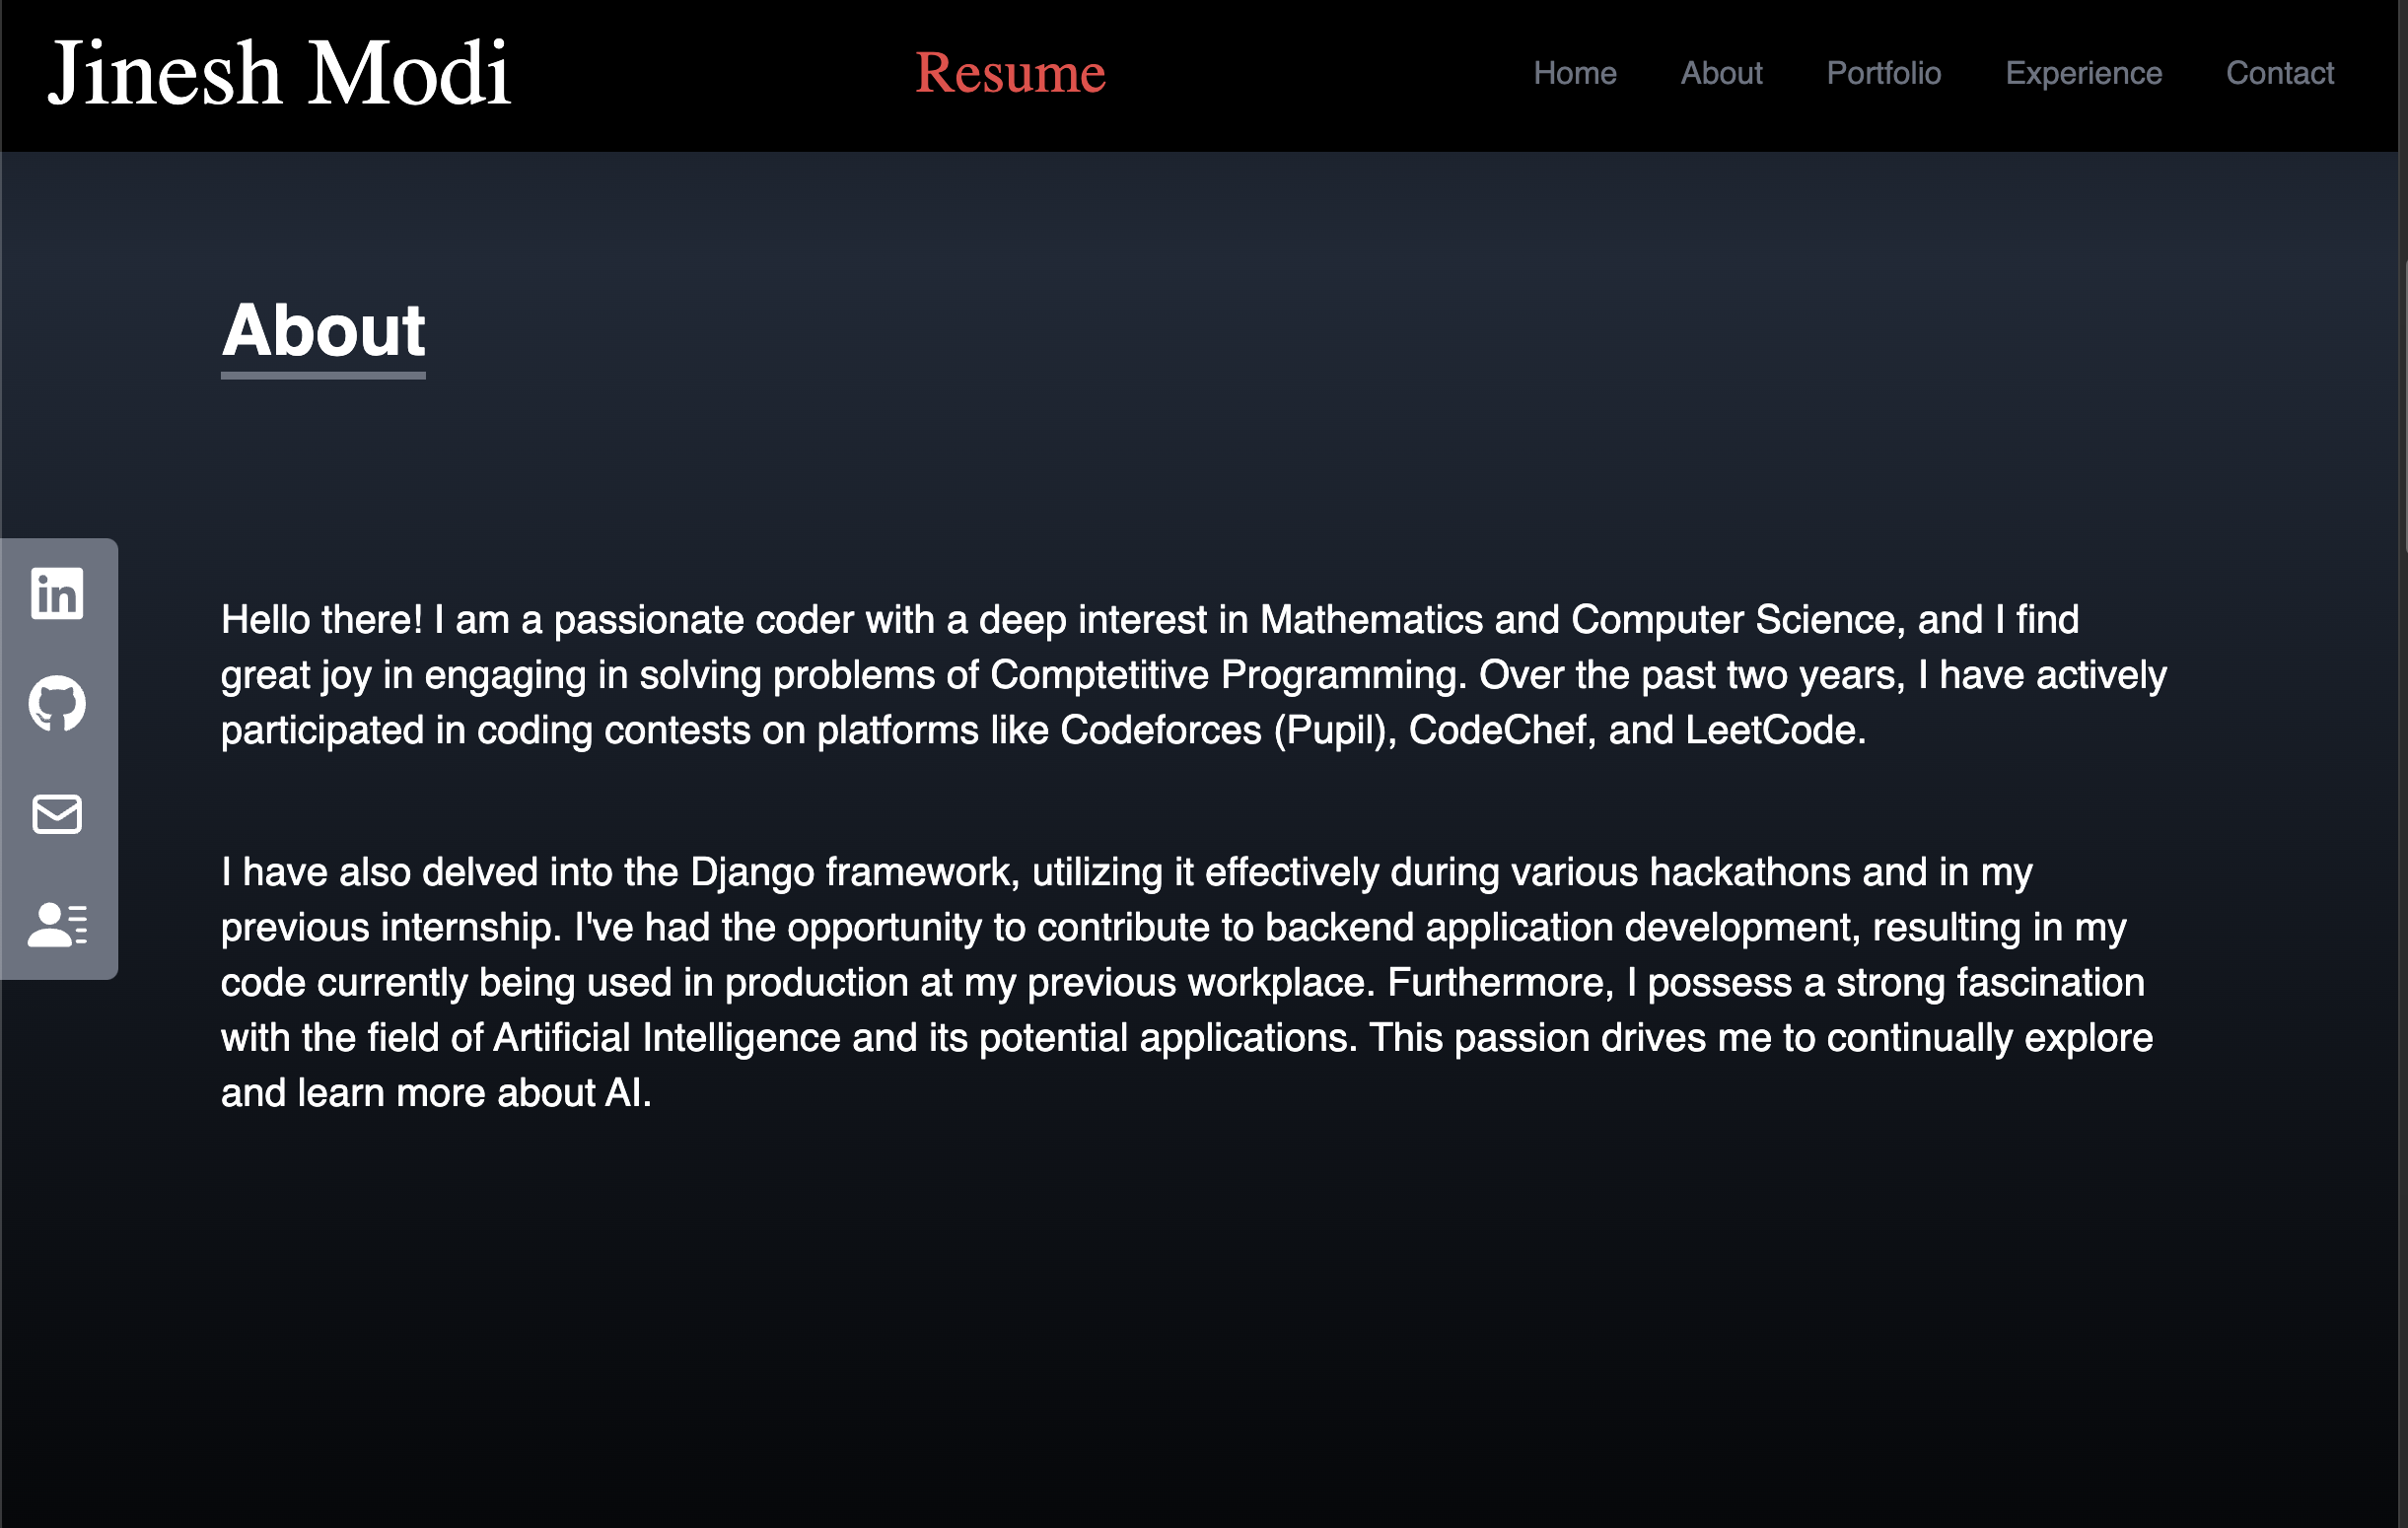 Jinesh Modi
Resume
Home About Portfolio Experience Contact
About
in
Hello there! I am a passionate coder with a deep interest in Mathematics and Computer Science, and I find
great joy in engaging in solving problems of Comptetitive Programming. Over the past two years, I have actively
participated in coding contests on platforms like Codeforces (Pupil), CodeChef, and LeetCode.
I have also delved into the Django framework, utilizing it effectively during various hackathons and in my
previous internship. I've had the opportunity to contribute to backend application development, resulting in my
code currently being used in production at my previous workplace. Furthermore, I possess a strong fascination
with the field of Artificial Intelligence and its potential applications. This passion drives me to continually explore
and learn more about AI.